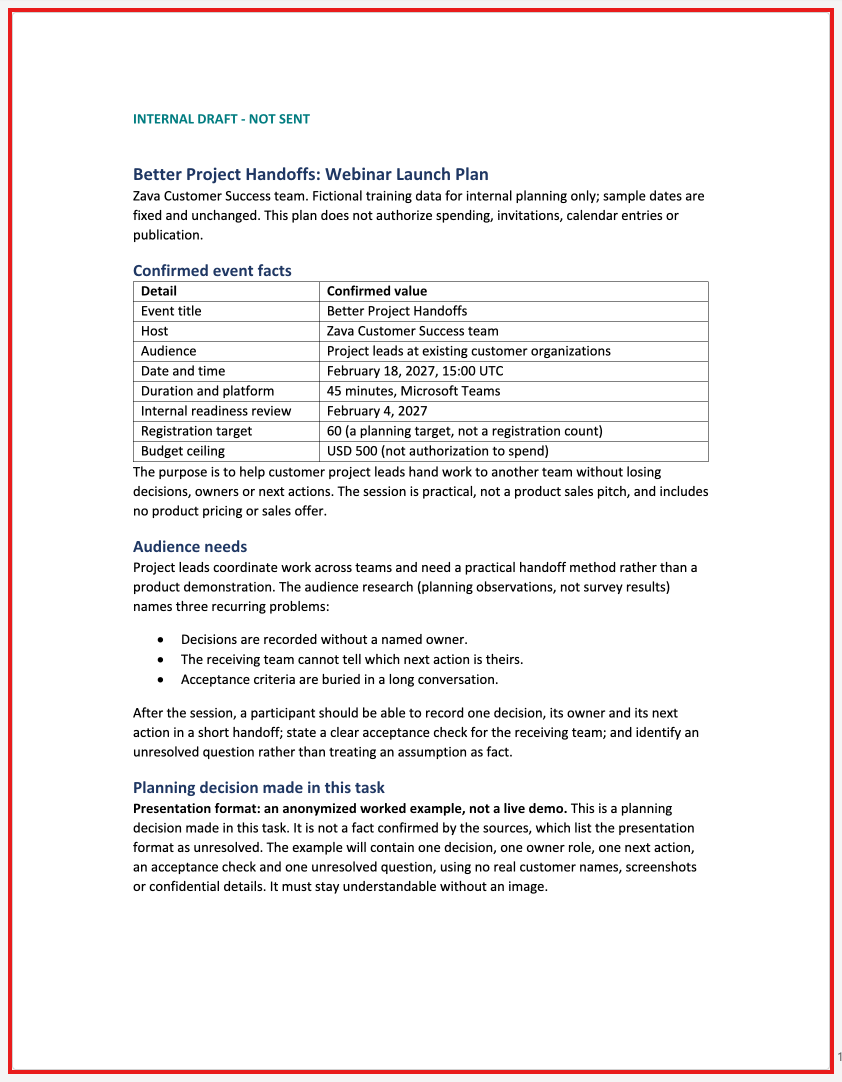 INTERNAL DRAFT - NOT SENT
Better Project Handoffs: Webinar Launch Plan
Zava Customer Success team. Fictional training data for internal planning only; sample dates are
fixed and unchanged. This plan does not authorize spending, invitations, calendar entries or
publication.
Confirmed event facts
Detail Confirmed value
Event title Better Project Handoffs
Host Zava Customer Success team
Audience Project leads at existing customer organizations
Date and time February 18, 2027, 15:00 UTC
Duration and platform 45 minutes, Microsoft Teams
Internal readiness review February 4, 2027
Registration target 60 (a planning target, not a registration count)
Budget ceiling USD 500 (not authorization to spend)
The purpose is to help customer project leads hand work to another team without losing
decisions, owners or next actions. The session is practical, not a product sales pitch, and includes
no product pricing or sales offer.
Audience needs
Project leads coordinate work across teams and need a practical handoff method rather than a
product demonstration. The audience research (planning observations, not survey results)
names three recurring problems:
• Decisions are recorded without a named owner.
• The receiving team cannot tell which next action is theirs.
• Acceptance criteria are buried in a long conversation.
After the session, a participant should be able to record one decision, its owner and its next
action in a short handoff; state a clear acceptance check for the receiving team; and identify an
unresolved question rather than treating an assumption as fact.
Planning decision made in this task
Presentation format: an anonymized worked example, not a live demo. This is a planning
decision made in this task. It is not a fact confirmed by the sources, which list the presentation
format as unresolved. The example will contain one decision, one owner role, one next action,
an acceptance check and one unresolved question, using no real customer names, screenshots
or confidential details. It must stay understandable without an image.
1